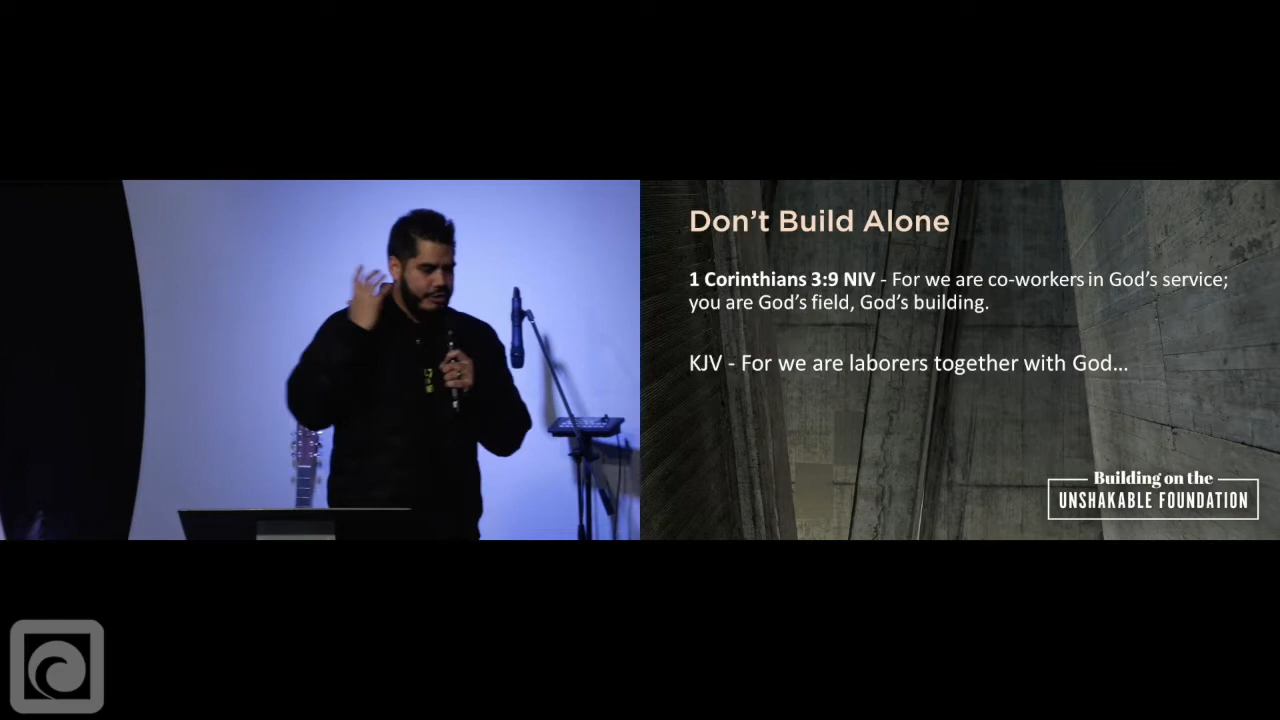 Don't Build Alone
1 Corinthians 3:9 NIV - For we are co-workers in God's service;
you are God's field, God's building.
KJV - For we are laborers together with God...
Building on the
UNSHAKABLE FOUNDATION